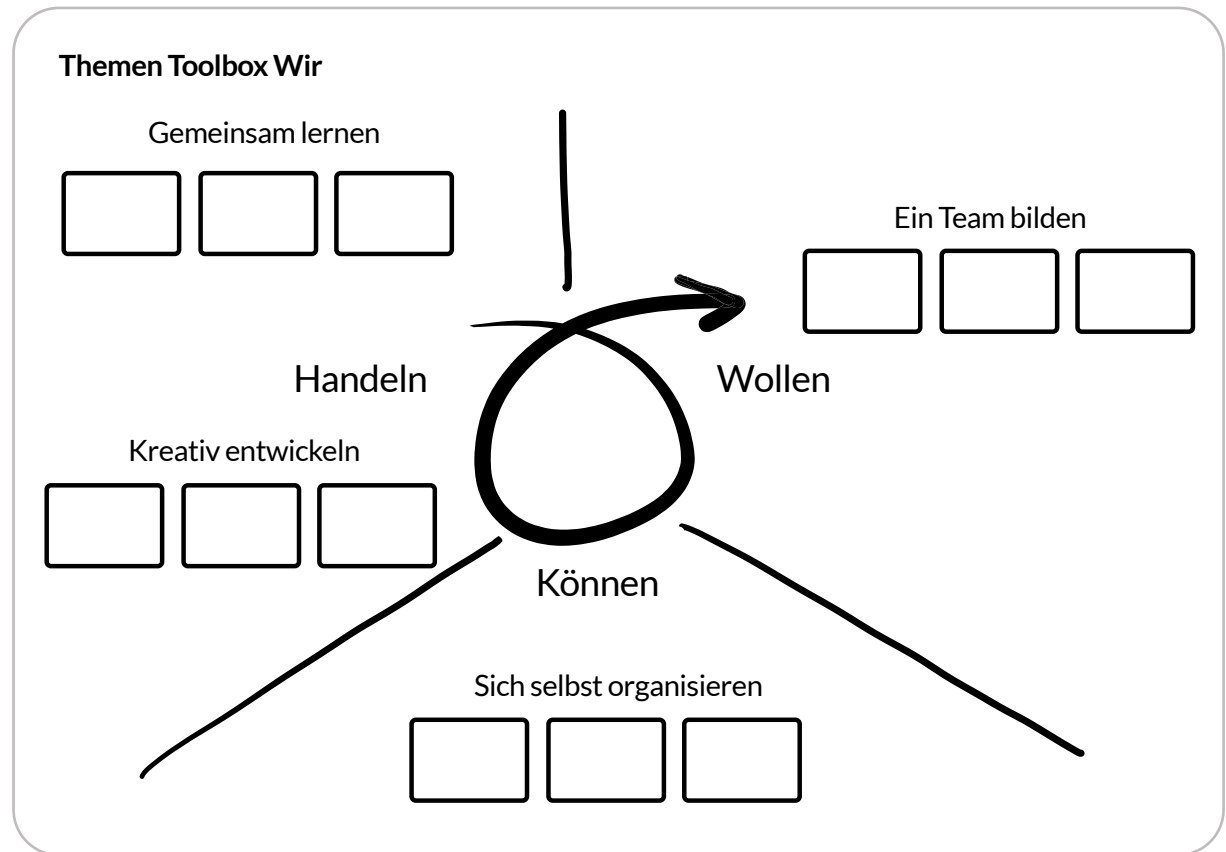 Themen Toolbox Wir
Gemeinsam lernen
Ein Team bilden
Handeln
Wollen
Kreativ entwickeln
Können
Sich selbst organisieren